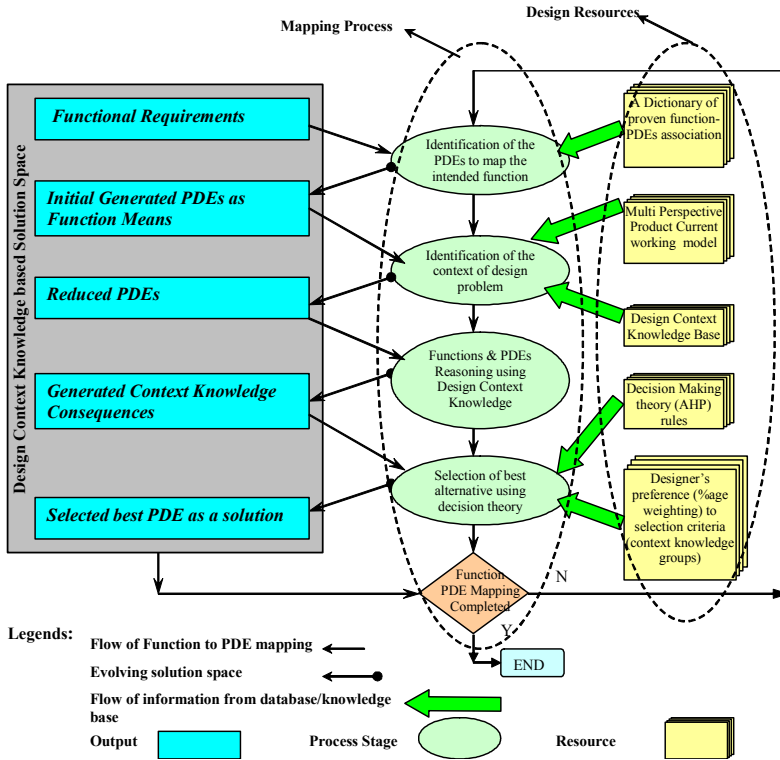 Mapping Process
Design Resources
Design Context Knowledge based Solution Space
Functional Requirements
Initial Generated PDEs as
Function Means
Reduced PDEs
Generated Context Knowledge
Consequences
Selected best PDE as a solution
Identification of the
PDEs to map the
intended function
Identification of the
context of design
problem
Functions & PDEs
Reasoning using
Design Context
Knowledge
Selection of best
alternative using
decision theory
Function
PDE Mapping
Completed
N
Y
END
A Dictionary of
proven function-
PDEs association
Multi Perspective
Product Current
working model
Design Context
Knowledge Base
Decision Making
theory (AHP)
rules
Designer's
preference (%age
weighting) to
selection criteria
(context knowledge
groups)
Legends:
Flow of Function to PDE mapping
Evolving solution space
Flow of information from database/knowledge
base
Output
Process Stage
Resource